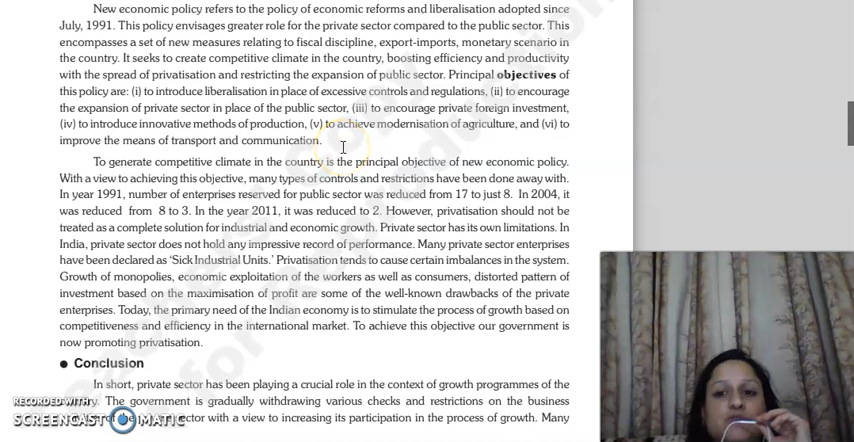 New economic policy refers to the policy of economic reforms and liberalisation adopted since
July, 1991. This policy envisages greater role for the private sector compared to the public sector. This
encompasses a set of new measures relating to fiscal discipline, export-imports, monetary scenario in
the country. It seeks to create competitive climate in the country, boosting efficiency and productivity
with the spread of privatisation and restricting the expansion of public sector. Principal objectives of
this policy are: (i) to introduce liberalisation in place of excessive controls and regulations, (ii) to encourage
the expansion of private sector in place of the public sector, (iii) to encourage private foreign investment,
(iv) to introduce innovative methods of production, (v) to achieve modernisation of agriculture, and (vi) to
improve the means of transport and communication.
To generate competitive climate in the country is the principal objective of new economic policy.
With a view to achieving this objective, many types of controls and restrictions have been done away with.
In year 1991, number of enterprises reserved for public sector was reduced from 17 to just 8. In 2004, it
was reduced from 8 to 3. In the year 2011, it was reduced to 2. However, privatisation should not be
treated as a complete solution for industrial and economic growth. Private sector has its own limitations. In
India, private sector does not hold any impressive record of performance. Many private sector enterprises
have been declared as 'Sick Industrial Units.' Privatisation tends to cause certain imbalances in the system.
Growth of monopolies, economic exploitation of the workers as well as consumers, distorted pattern of
investment based on the maximisation of profit are some of the well-known drawbacks of the private
enterprises. Today, the primary need of the Indian economy is to stimulate the process of growth based on
competitiveness and efficiency in the international market. To achieve this objective our government is
now promoting privatisation.
● Conclusion
In short, private sector has been playing a crucial role in the context of growth programmes of the
The government is gradually withdrawing various checks and restrictions on the business
the sector with a view to increasing its participation in the process of growth. Many
RECORDED WITH
SCREENCAST MATIC
for Reproduction